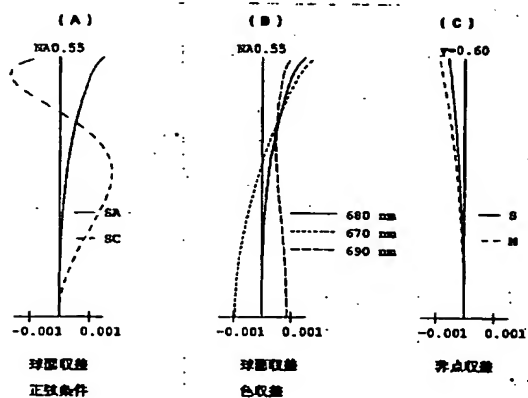 (A)
(B)
(C)
NA0.55
NA0.55
y=0.60
SA
SC
680 nm
670 nm
690 nm
S
M
-0.001 0.001
-0.001 0.001
-0.001 0.001
球面収差
正弦条件
球面収差
色収差
非点収差